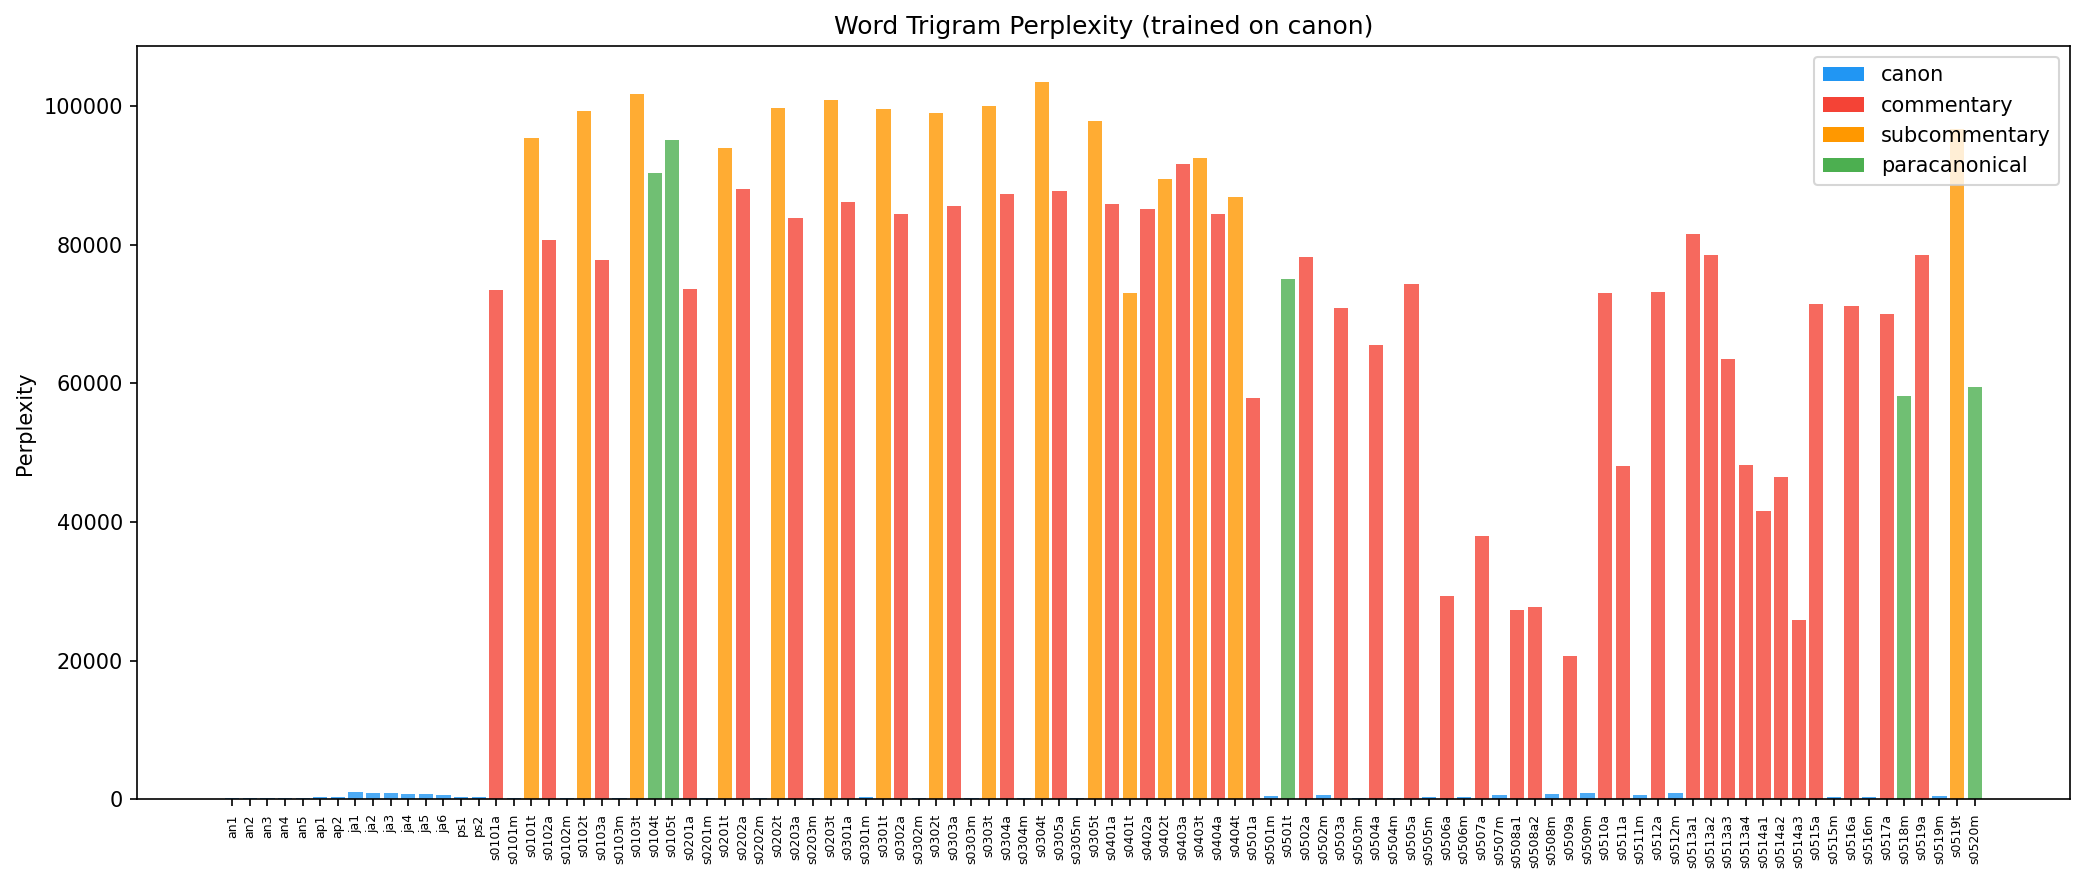 Word Trigram Perplexity (trained on canon)
canon
commentary
subcommentary
paracanonical
Perplexity
100000
80000
60000
40000
20000
0
an1 an2 an3 an4 an5 ap1 ap2 ja1 ja2 ja3 ja4 ja5 ja6 ps1 ps2 s0101a s0101m s0101t s0102a s0102m s0102t s0103a s0103m s0103t s0104t s0105t s0201a s0201m s0201t s0202a s0202m s0202t s0203a s0203m s0203t s0301a s0301m s0301t s0302a s0302m s0302t s0303a s0303m s0303t s0304a s0304m s0304t s0305a s0305m s0305t s0401a s0401t s0402a s0402t s0403a s0403t s0404a s0404t s0501a s0501m s0501t s0502a s0502m s0503a s0503m s0504a s0504m s0505a s0505m s0506a s0506m s0507a s0507m s0508a1 s0508a2 s0508m s0509a s0509m s0510a s0511a s0511m s0512a s0512m s0513a1 s0513a2 s0513a3 s0513a4 s0514a1 s0514a2 s0514a3 s0515a s0515m s0516a s0516m s0517a s0518m s0519a s0519m s0519t s0520m